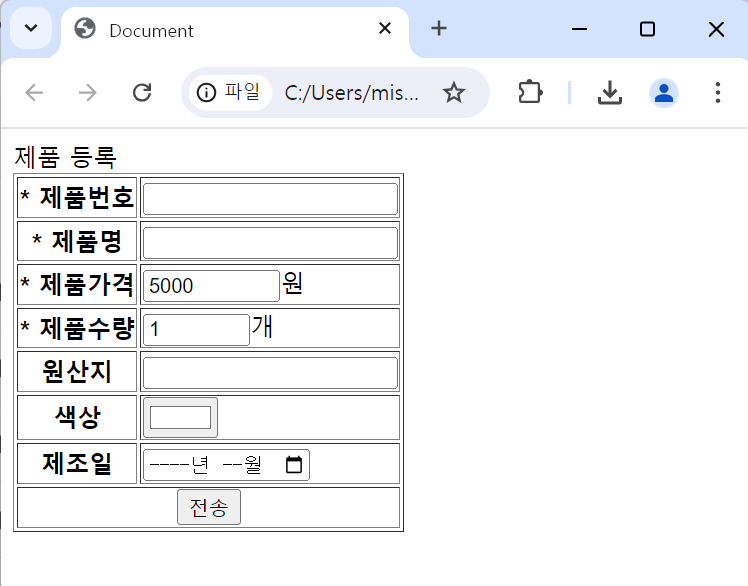 Document
파일 C:/Users/mis...
제품 등록
* 제품번호
* 제품명
* 제품가격 5000 원
* 제품수량 1 개
원산지
색상
제조일 ----년 --월
전송